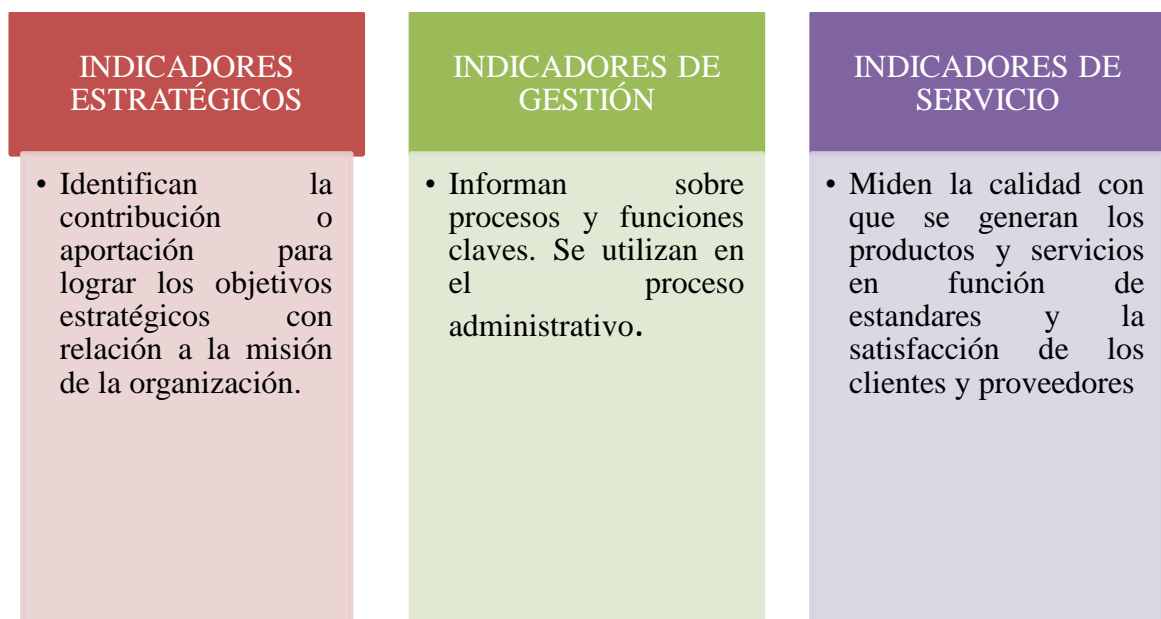 INDICADORES
ESTRATÉGICOS
• Identifican la
contribución o
aportación para
lograr los objetivos
estratégicos con
relación a la misión
de la organización.
INDICADORES DE
GESTIÓN
• Informan sobre
procesos y funciones
claves. Se utilizan en
el proceso
administrativo.
INDICADORES DE
SERVICIO
• Miden la calidad con
que se generan los
productos y servicios
en función de
estandares y la
satisfacción de los
clientes y proveedores